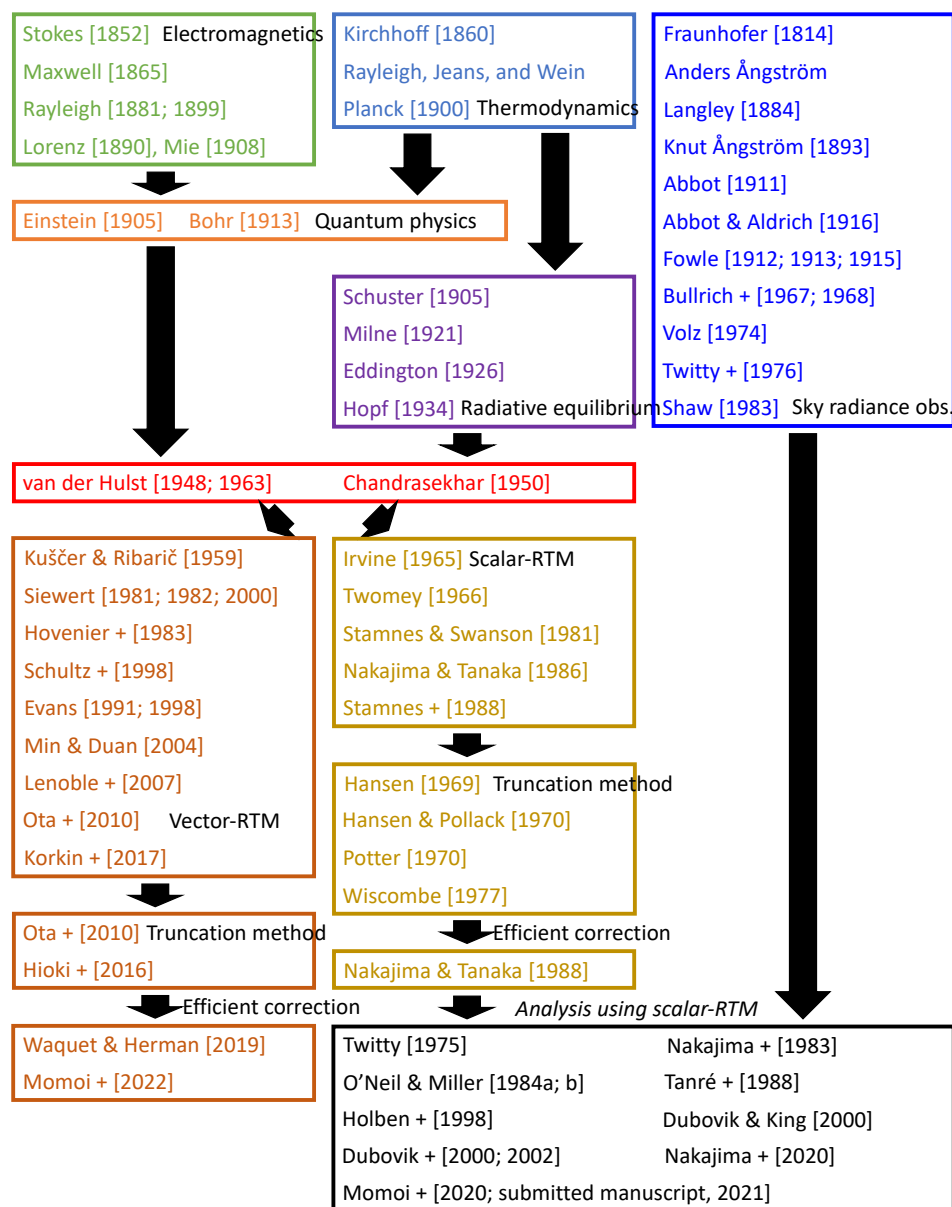 Stokes [1852] Electromagnetics
Maxwell [1865]
Rayleigh [1881; 1899]
Lorenz [1890], Mie [1908]
Kirchhoff [1860]
Rayleigh, Jeans, and Wein
Planck [1900] Thermodynamics
Fraunhofer [1814]
Anders Ångström
Langley [1884]
Knut Ångström [1893]
Abbot [1911]
Abbot & Aldrich [1916]
Fowle [1912; 1913; 1915]
Bullrich + [1967; 1968]
Volz [1974]
Twitty + [1976]
Shaw [1983] Sky radiance obs.
Einstein [1905] Bohr [1913] Quantum physics
Schuster [1905]
Milne [1921]
Eddington [1926]
Hopf [1934] Radiative equilibrium
van der Hulst [1948; 1963] Chandrasekhar [1950]
Kuščer & Ribarič [1959]
Siewert [1981; 1982; 2000]
Hovenier + [1983]
Schultz + [1998]
Evans [1991; 1998]
Min & Duan [2004]
Lenoble + [2007]
Ota + [2010] Vector-RTM
Korkin + [2017]
Irvine [1965] Scalar-RTM
Twomey [1966]
Stamnes & Swanson [1981]
Nakajima & Tanaka [1986]
Stamnes + [1988]
Hansen [1969] Truncation method
Hansen & Pollack [1970]
Potter [1970]
Wiscombe [1977]
Efficient correction
Nakajima & Tanaka [1988]
Ota + [2010] Truncation method
Hioki + [2016]
Efficient correction
Waquet & Herman [2019]
Momoi + [2022]
Analysis using scalar-RTM
Twitty [1975] Nakajima + [1983]
O'Neil & Miller [1984a; b] Tanré + [1988]
Holben + [1998] Dubovik & King [2000]
Dubovik + [2000; 2002] Nakajima + [2020]
Momoi + [2020; submitted manuscript, 2021]